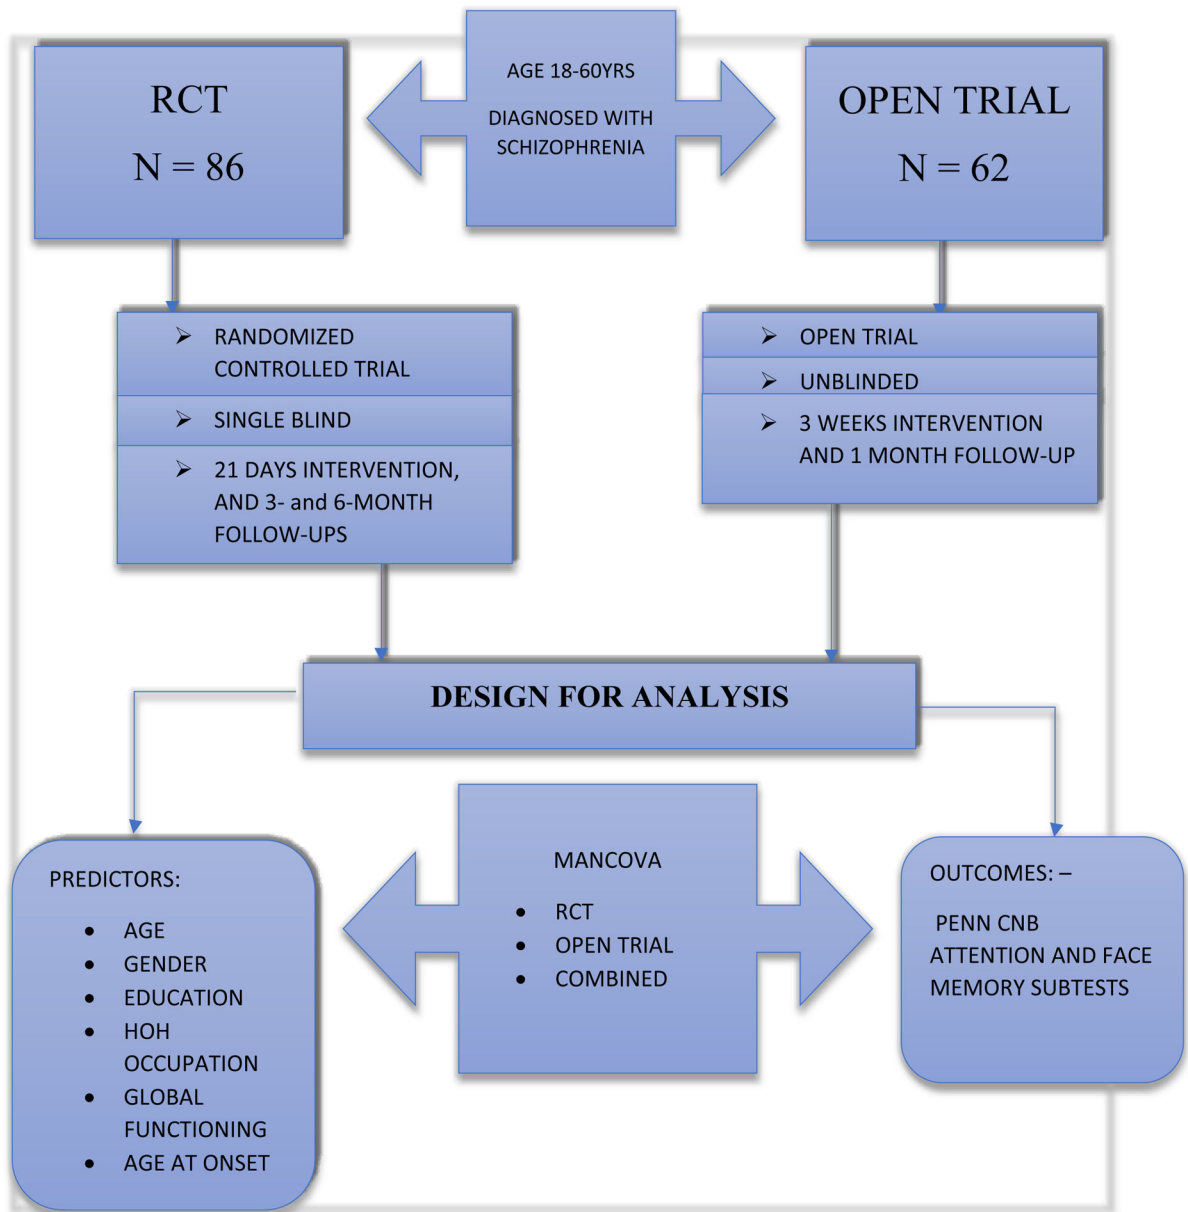 RCT
N = 86
AGE 18-60YRS
DIAGNOSED WITH
SCHIZOPHRENIA
OPEN TRIAL
N = 62
➢ RANDOMIZED
CONTROLLED TRIAL
➢ SINGLE BLIND
➢ 21 DAYS INTERVENTION,
AND 3- and 6-MONTH
FOLLOW-UPS
➢ OPEN TRIAL
➢ UNBLINDED
➢ 3 WEEKS INTERVENTION
AND 1 MONTH FOLLOW-UP
DESIGN FOR ANALYSIS
PREDICTORS:
• AGE
• GENDER
• EDUCATION
• HOH
OCCUPATION
• GLOBAL
FUNCTIONING
• AGE AT ONSET
MANCOVA
• RCT
• OPEN TRIAL
• COMBINED
OUTCOMES: –
PENN CNB
ATTENTION AND FACE
MEMORY SUBTESTS